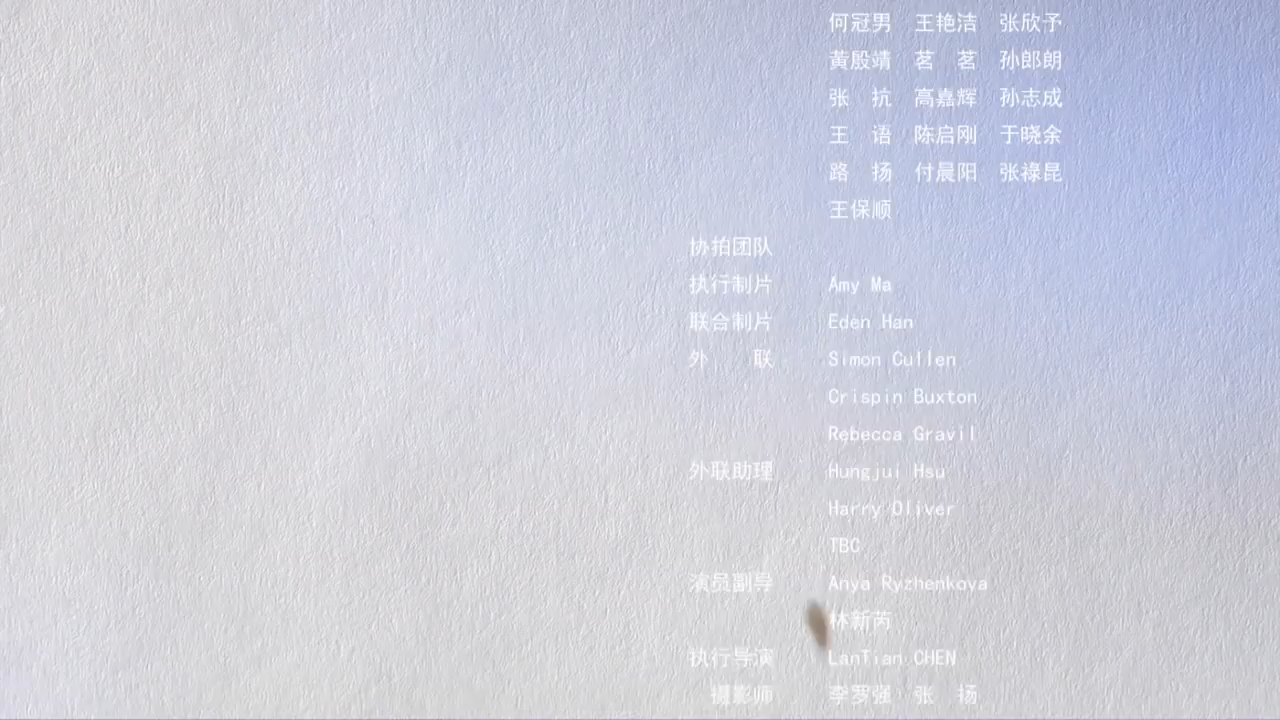 何冠男 王艳洁 张欣予
黄殷靖 茗 茗 孙郎朗
张 抗 高嘉辉 孙志成
王 语 陈启刚 于晓余
路 扬 付晨阳 张祿昆
王保顺
协拍团队
执行制片 Amy Ma
联合制片 Eden Han
外 联 Simon Cullen
Crispin Buxton
Rebecca Gravil
外联助理 Hungjui Hsu
Harry Oliver
TBC
演员副导 Anya Ryzhenkova
林新芮
执行导演 LanTian CHEN
摄影师 李罗强 张 扬